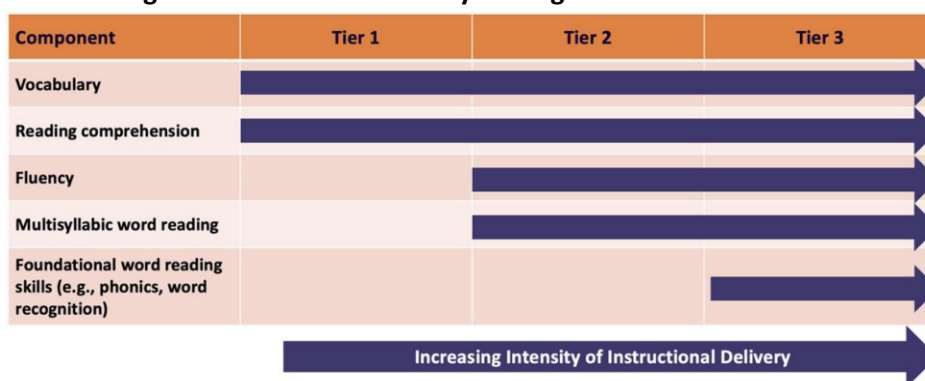 Component Tier 1 Tier 2 Tier 3
Vocabulary
Reading comprehension
Fluency
Multisyllabic word reading
Foundational word reading
skills (e.g., phonics, word
recognition)
Increasing Intensity of Instructional Delivery